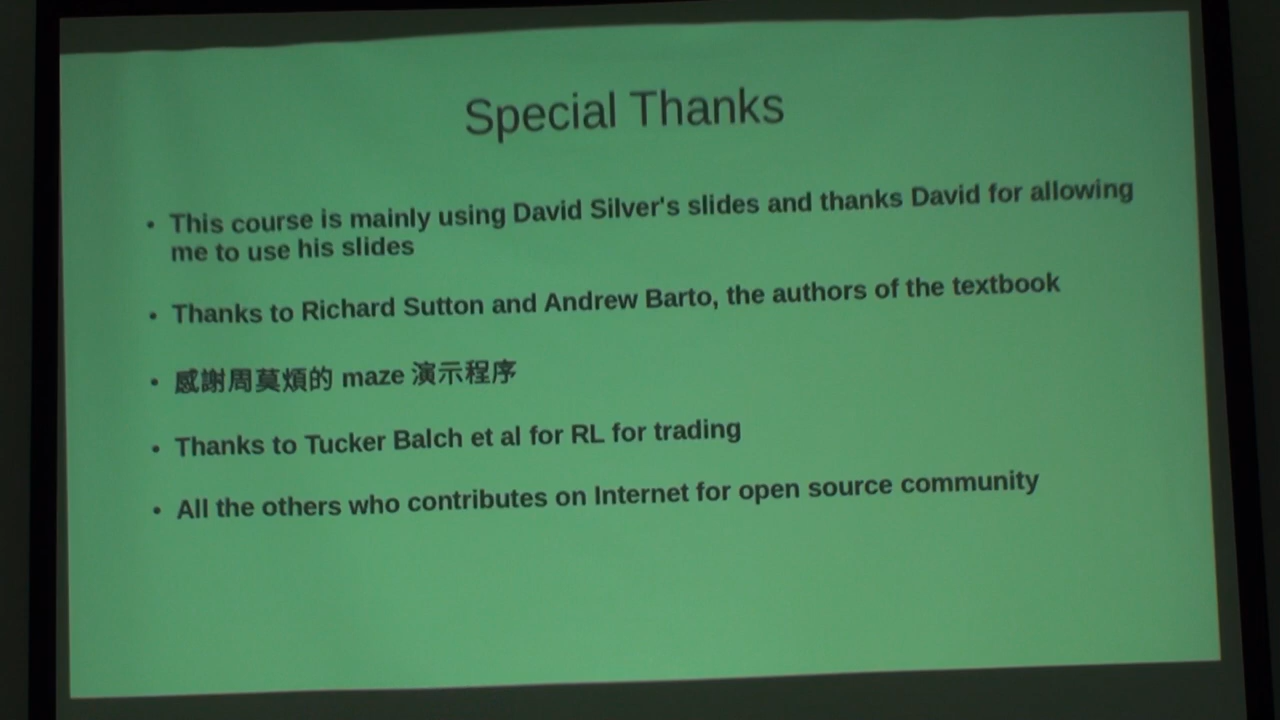 Special Thanks
• This course is mainly using David Silver's slides and thanks David for allowing
me to use his slides
• Thanks to Richard Sutton and Andrew Barto, the authors of the textbook
• 感謝周莫煩的 maze 演示程序
• Thanks to Tucker Balch et al for RL for trading
• All the others who contributes on Internet for open source community